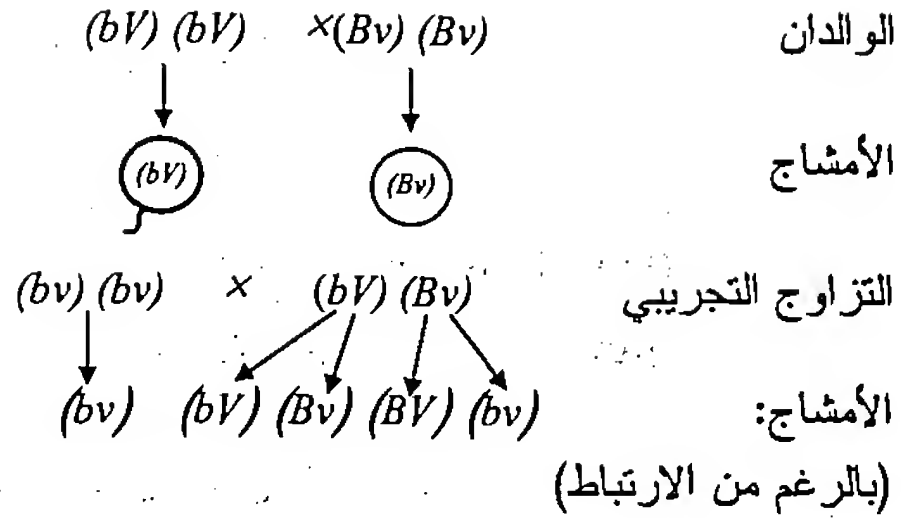 الوالدان (bV) (bV) ×(Bv) (Bv)
الأمشاج (bV) (Bv)
التزاوج التجريبي (bv) (bv) × (bV) (Bv)
الأمشاج: (bv) (bV) (Bv) (BV) (bv)
(بالرغم من الارتباط)